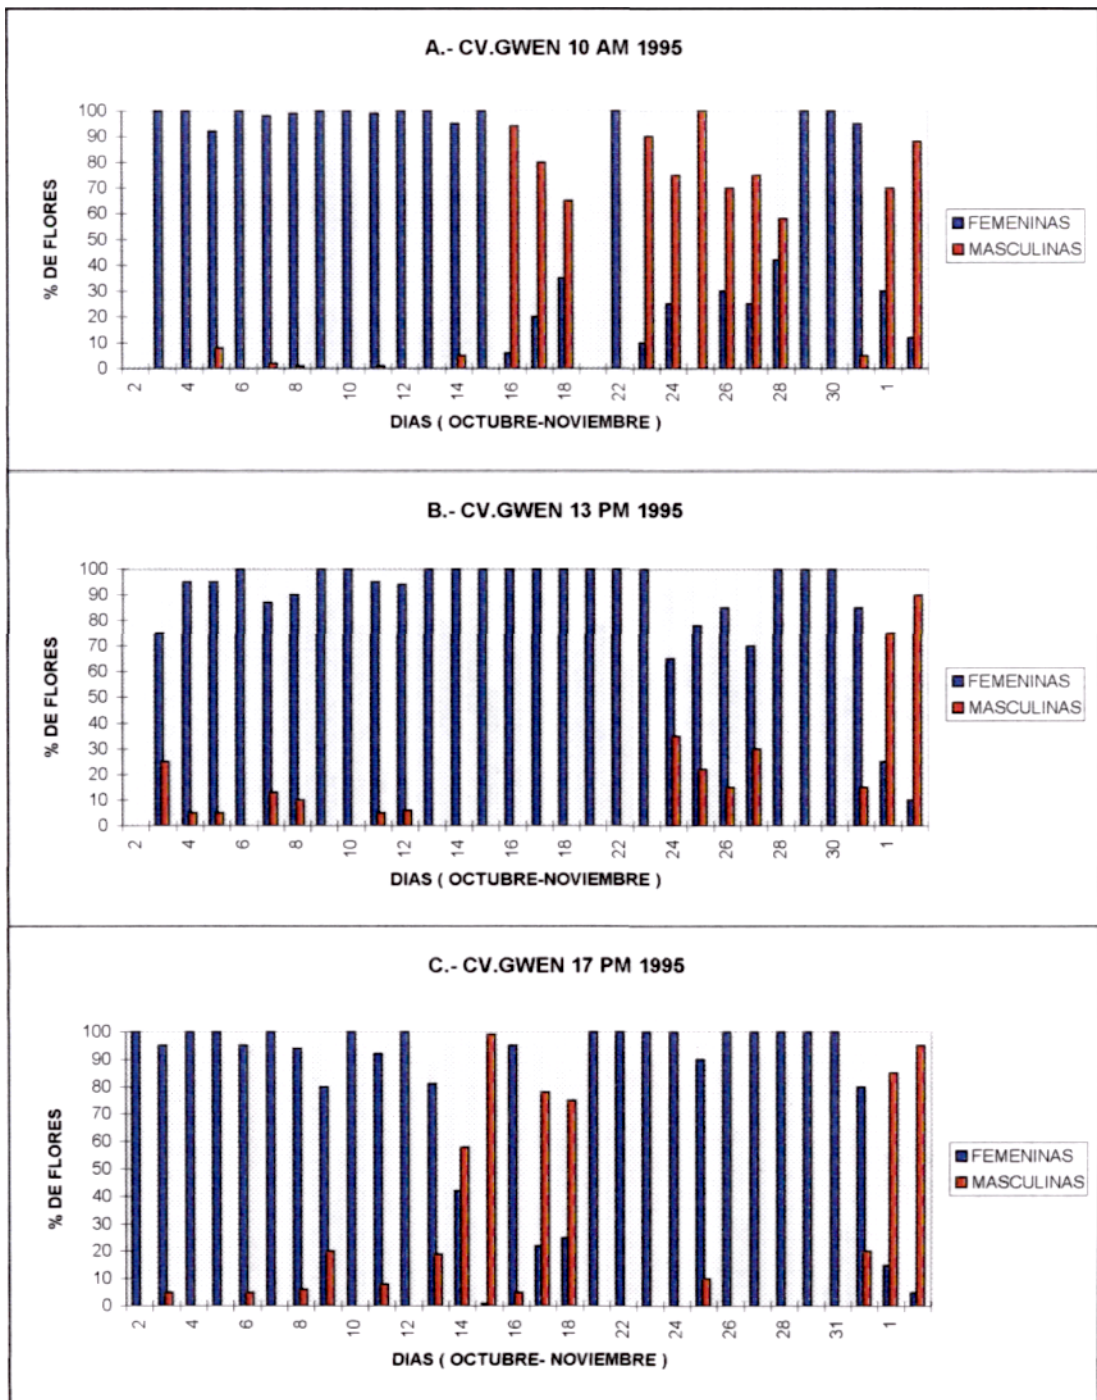 A.- CV.GWEN 10 AM 1995
100
90
80
70
60
50
40
30
20
10
0
% DE FLORES
2 4 6 8 10 12 14 16 18 22 24 26 28 30 1
DIAS ( OCTUBRE-NOVIEMBRE )
FEMENINAS
MASCULINAS
B.- CV.GWEN 13 PM 1995
100
90
80
70
60
50
40
30
20
10
0
% DE FLORES
2 4 6 8 10 12 14 16 18 22 24 26 28 30 1
DIAS ( OCTUBRE-NOVIEMBRE )
FEMENINAS
MASCULINAS
C.- CV.GWEN 17 PM 1995
100
90
80
70
60
50
40
30
20
10
0
% DE FLORES
2 4 6 8 10 12 14 16 18 22 24 26 28 31 1
DIAS ( OCTUBRE- NOVIEMBRE )
FEMENINAS
MASCULINAS